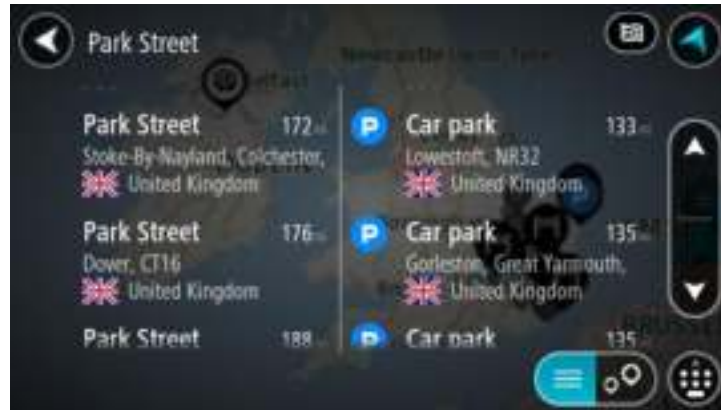 Park Street
Park Street 172 mi
Stoke-By-Nayland, Colchester,
United Kingdom
Park Street 176
Dover, CT16
United Kingdom
Park Street 188
P Car park 133
Lowestoft, NR32
United Kingdom
P Car park 135
Gorleston, Great Yarmouth,
United Kingdom
P Car park 135